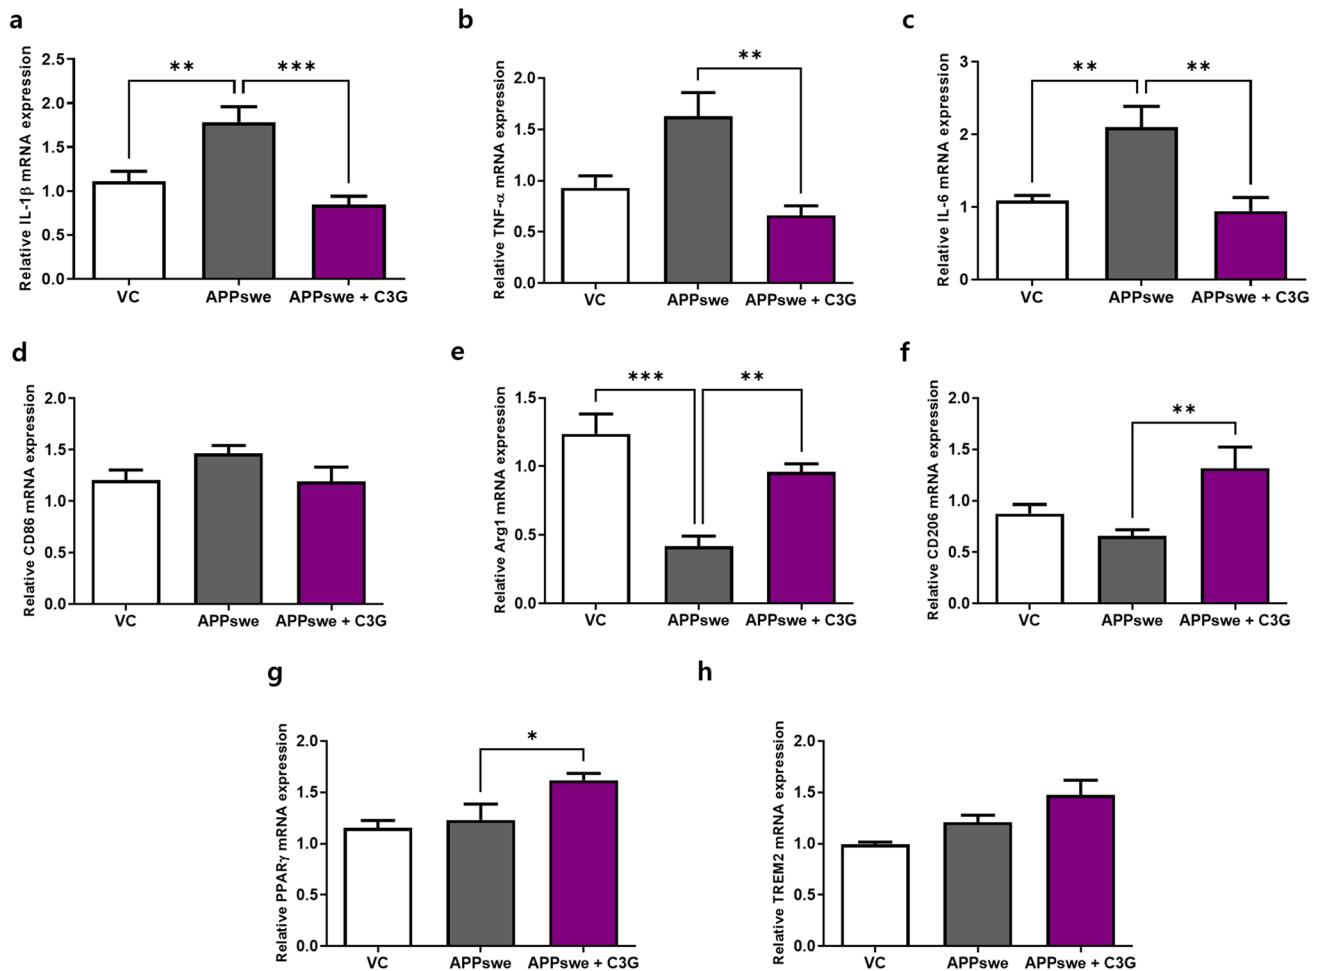 a
Relative IL-1β mRNA expression
2.5
2.0
1.5
1.0
0.5
0.0
** ***
VC APPswe APPswe + C3G
b
Relative TNF-α mRNA expression
2.0
1.5
1.0
0.5
0.0
**
VC APPswe APPswe + C3G
c
Relative IL-6 mRNA expression
3
2
1
0
** **
VC APPswe APPswe + C3G
d
Relative CD86 mRNA expression
2.0
1.5
1.0
0.5
0.0
VC APPswe APPswe + C3G
e
Relative Arg1 mRNA expression
1.5
1.0
0.5
0.0
*** **
VC APPswe APPswe + C3G
f
Relative CD206 mRNA expression
2.0
1.5
1.0
0.5
0.0
**
VC APPswe APPswe + C3G
g
Relative PPARγ mRNA expression
2.0
1.5
1.0
0.5
0.0
*
VC APPswe APPswe + C3G
h
Relative TREM2 mRNA expression
2.0
1.5
1.0
0.5
0.0
VC APPswe APPswe + C3G